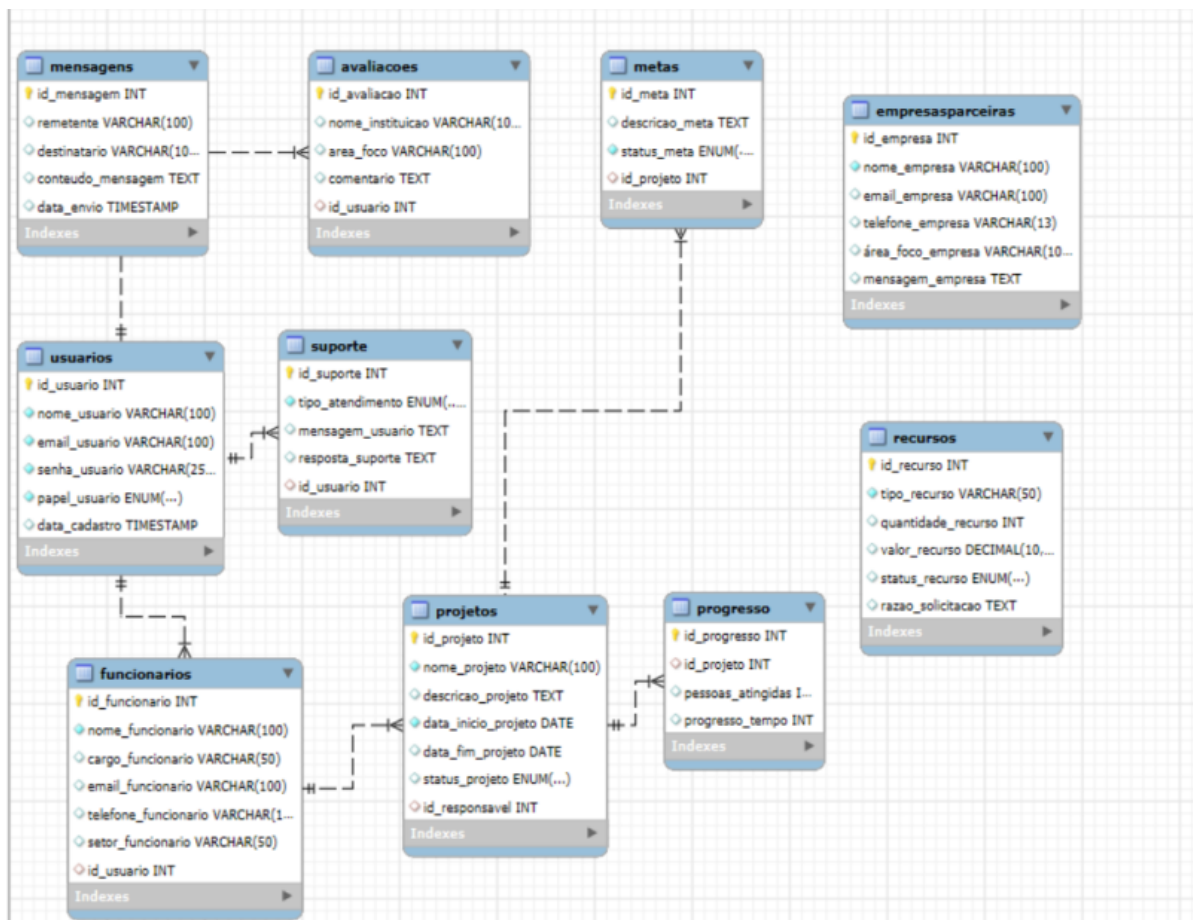 mensagens
id_mensagem INT
remetente VARCHAR(100)
destinatario VARCHAR(10...
conteudo_mensagem TEXT
data_envio TIMESTAMP
Indexes
avaliacoes
id_avaliacao INT
nome_instituicao VARCHAR(10...
area_foco VARCHAR(100)
comentario TEXT
id_usuario INT
Indexes
metas
id_meta INT
descricao_meta TEXT
status_meta ENUM(...
id_projeto INT
Indexes
empresasparceiras
id_empresa INT
nome_empresa VARCHAR(100)
email_empresa VARCHAR(100)
telefone_empresa VARCHAR(13)
área_foco_empresa VARCHAR(10...
mensagem_empresa TEXT
Indexes
usuarios
id_usuario INT
nome_usuario VARCHAR(100)
email_usuario VARCHAR(100)
senha_usuario VARCHAR(25...
papel_usuario ENUM(...)
data_cadastro TIMESTAMP
Indexes
suporte
id_suporte INT
tipo_atendimento ENUM(...
mensagem_usuario TEXT
resposta_suporte TEXT
id_usuario INT
Indexes
recursos
id_recurso INT
tipo_recurso VARCHAR(50)
quantidade_recurso INT
valor_recurso DECIMAL(10,...
status_recurso ENUM(...)
razao_solicitacao TEXT
Indexes
funcionarios
id_funcionario INT
nome_funcionario VARCHAR(100)
cargo_funcionario VARCHAR(50)
email_funcionario VARCHAR(100)
telefone_funcionario VARCHAR(1...
setor_funcionario VARCHAR(50)
id_usuario INT
Indexes
projetos
id_projeto INT
nome_projeto VARCHAR(100)
descricao_projeto TEXT
data_inicio_projeto DATE
data_fim_projeto DATE
status_projeto ENUM(...)
id_responsavel INT
Indexes
progresso
id_progresso INT
id_projeto INT
pessoas_atingidas I...
progresso_tempo INT
Indexes